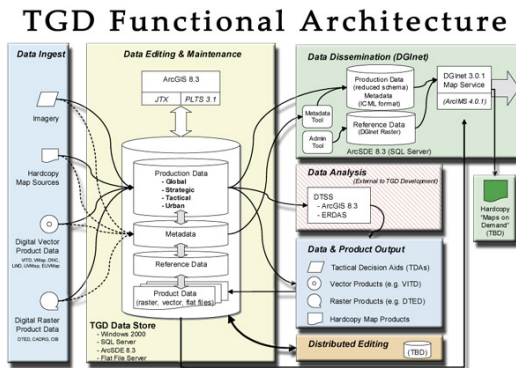 TGD Functional Architecture
Data Ingest
Imagery
Hardcopy
Map Sources
Digital Vector
Product Data
VITD, VMap, DNC,
UND, UVMap, EUVMap
Digital Raster
Product Data
DTED, CADRG, CIB
Data Editing & Maintenance
ArcGIS 8.3
JTX
PLTS 3.1
Production Data
- Global
- Strategic
- Tactical
- Urban
Metadata
Reference Data
Product Data
(raster, vector, flat files)
TGD Data Store
- Windows 2000
- SQL Server
- ArcSDE 8.3
- Flat File Server
Data Dissemination (DGInet)
Production Data
(reduced schema)
Metadata
(ICML format)
Metadata
Tool
Admin
Tool
Reference Data
(DGInet Raster)
ArcSDE 8.3 (SQL Server)
DGInet 3.0.1
Map Service
(ArcIMS 4.0.1)
Data Analysis
(External to TGD Development)
DTSS
- ArcGIS 8.3
- ERDAS
Hardcopy
"Maps on
Demand"
(TBD)
Data & Product Output
Tactical Decision Aids (TDAs)
Vector Products (e.g. VITD)
Raster Products (e.g. DTED)
Hardcopy Map Products
Distributed Editing
(TBD)